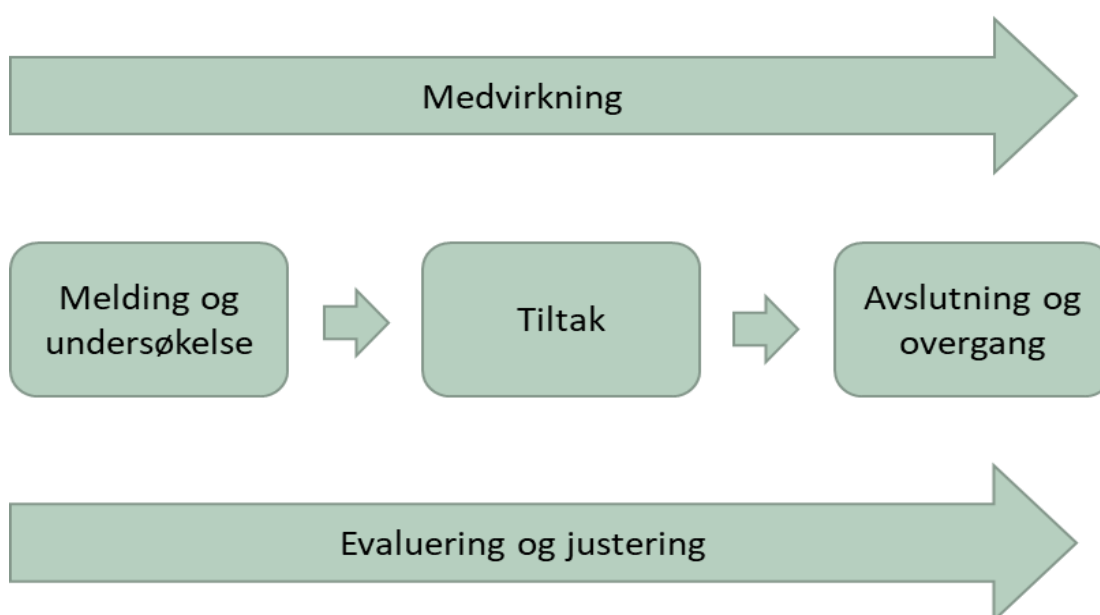 Medvirkning
Melding og
undersøkelse
Tiltak
Avslutning og
overgang
Evaluering og justering